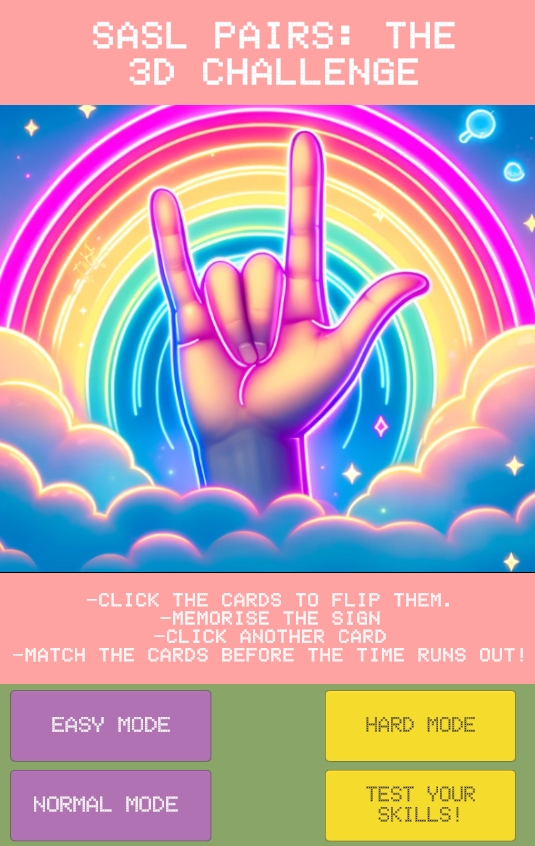 SASL PAIRS: THE
3D CHALLENGE
-CLICK THE CARDS TO FLIP THEM.
-MEMORISE THE SIGN
-CLICK ANOTHER CARD
-MATCH THE CARDS BEFORE THE TIME RUNS OUT!
EASY MODE
HARD MODE
NORMAL MODE
TEST YOUR
SKILLS!